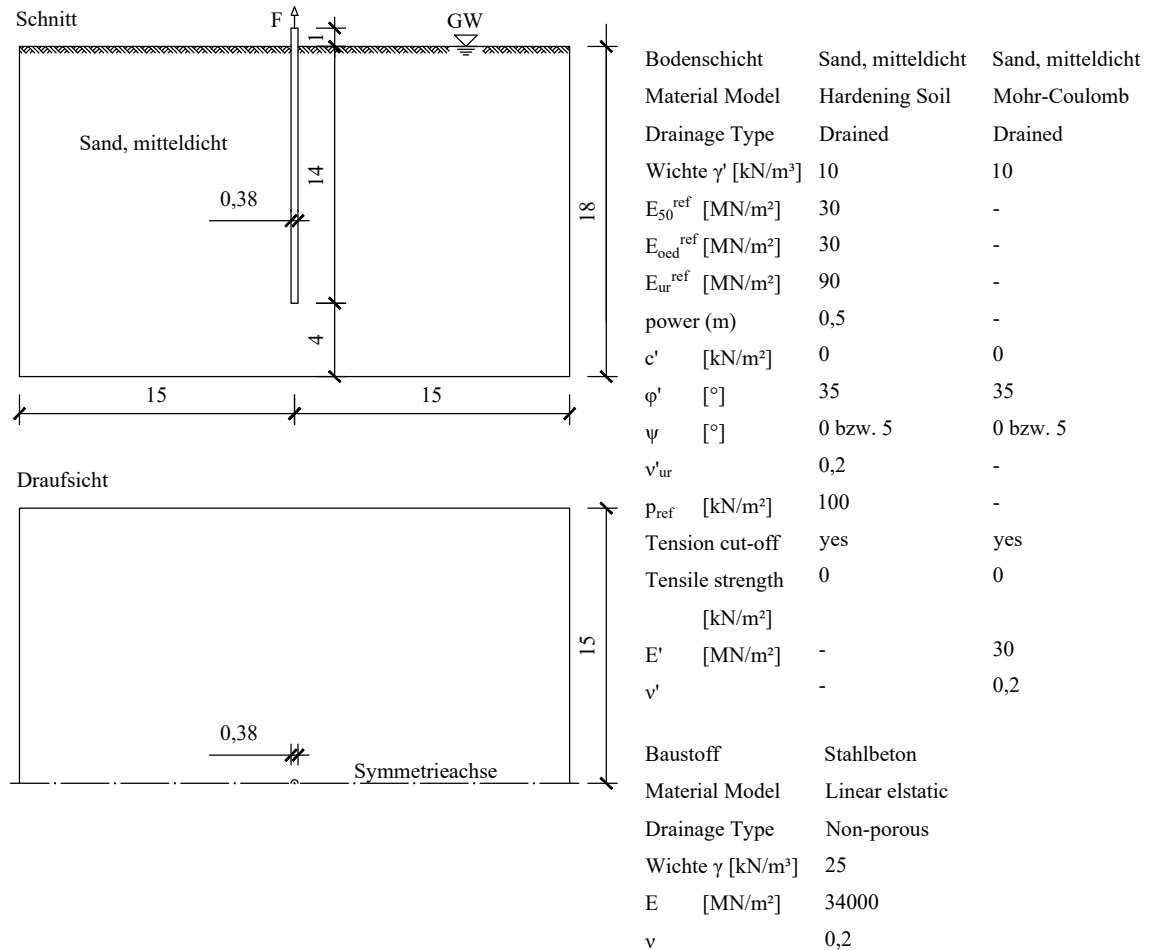 Schnitt
F
GW
1
Sand, mitteldicht
14
0,38
18
4
15
15
Draufsicht
15
0,38
Symmetrieachse
Bodenschicht Sand, mitteldicht Sand, mitteldicht
Material Model Hardening Soil Mohr-Coulomb
Drainage Type Drained Drained
Wichte γ' [kN/m³] 10 10
E₅₀ʳᵉᶠ [MN/m²] 30 -
Eₒₑdʳᵉᶠ [MN/m²] 30 -
Eᵤᵣʳᵉᶠ [MN/m²] 90 -
power (m) 0,5 -
c' [kN/m²] 0 0
φ' [°] 35 35
ψ [°] 0 bzw. 5 0 bzw. 5
ν'ᵤᵣ 0,2 -
pᵣₑf [kN/m²] 100 -
Tension cut-off yes yes
Tensile strength 0 0
[kN/m²]
E' [MN/m²] - 30
ν' - 0,2
Baustoff Stahlbeton
Material Model Linear elstatic
Drainage Type Non-porous
Wichte γ [kN/m³] 25
E [MN/m²] 34000
ν 0,2